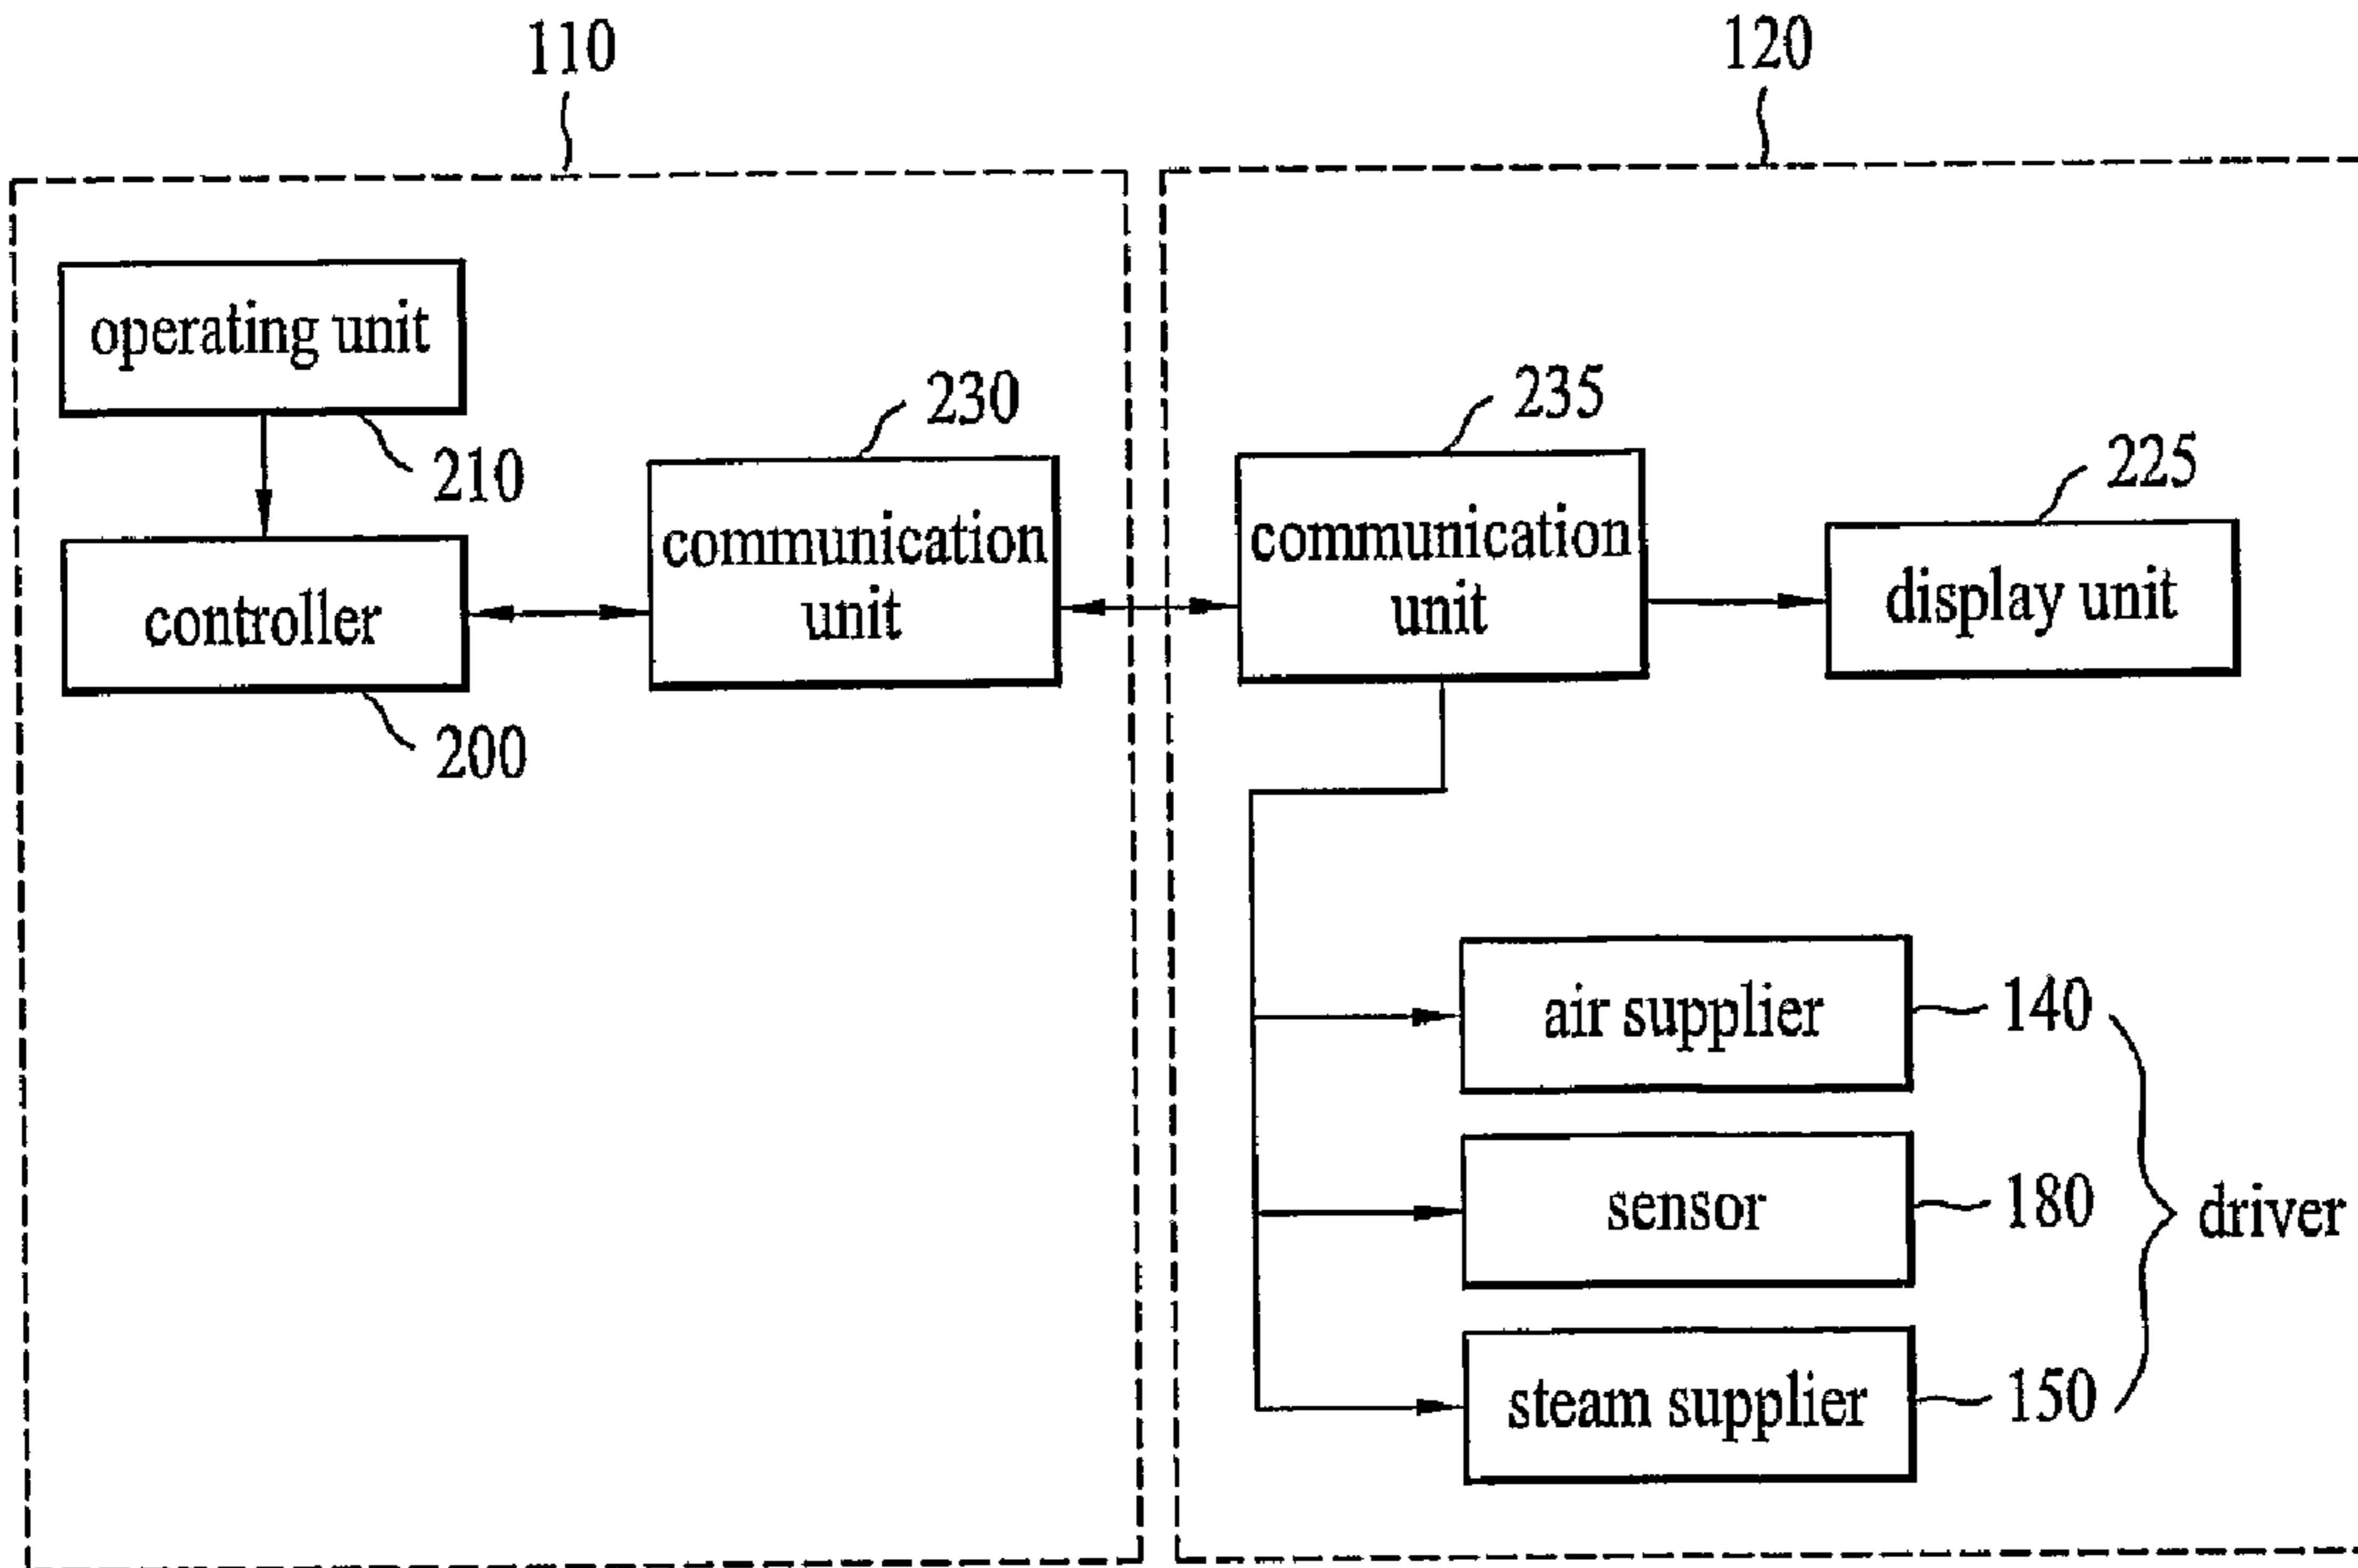 110
120
operating unit
210
controller
200
230
communication
unit
235
communication
unit
225
display unit
air supplier
140
sensor
180
driver
steam supplier
150